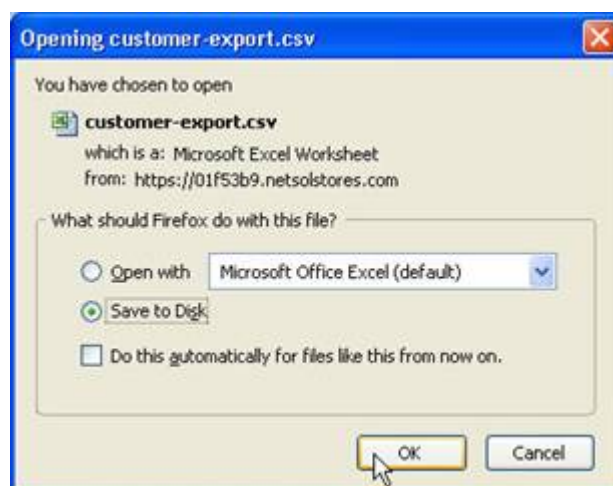 Opening customer-export.csv
You have chosen to open
customer-export.csv
which is a: Microsoft Excel Worksheet
from: https://01f53b9.netsolstores.com
What should Firefox do with this file?
Open with Microsoft Office Excel (default)
Save to Disk
Do this automatically for files like this from now on.
OK Cancel